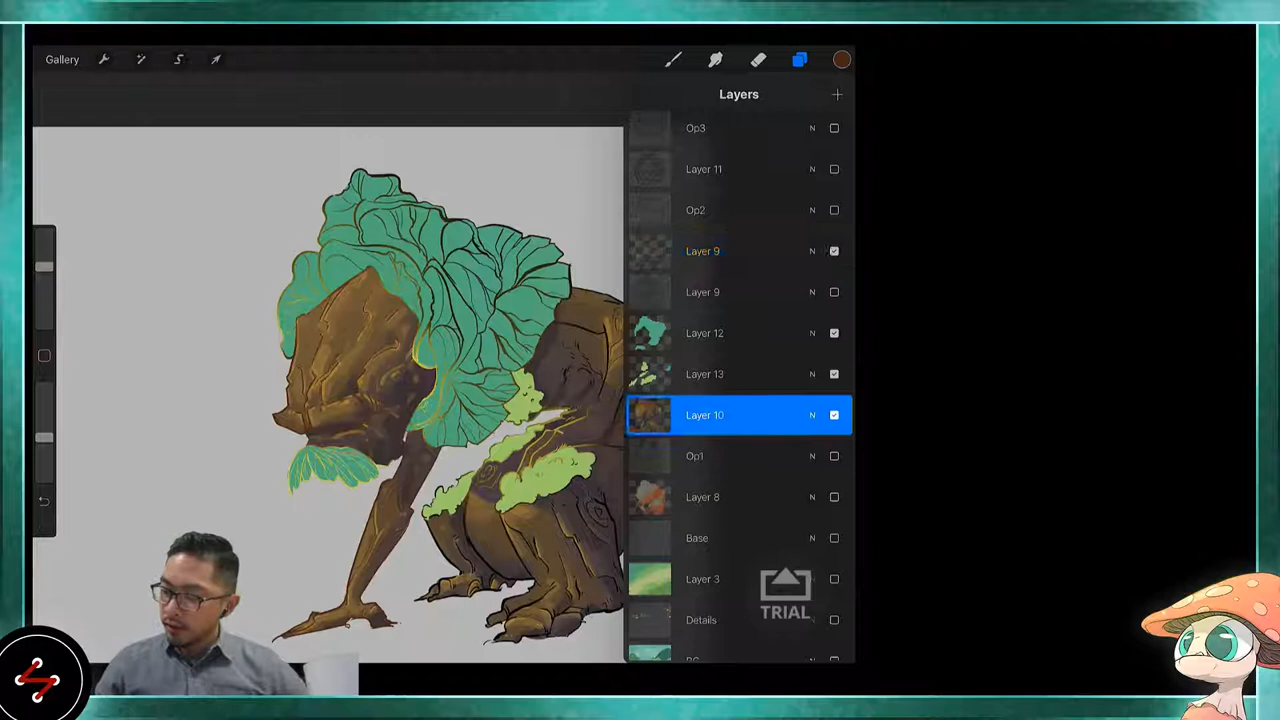 Gallery
Layers
Op3 N
Layer 11 N
Op2 N
Layer 9 N
Layer 9 N
Layer 12 N
Layer 13 N
Layer 10 N
Op1 N
Layer 8 N
Base N
Layer 3 N
TRIAL
Details